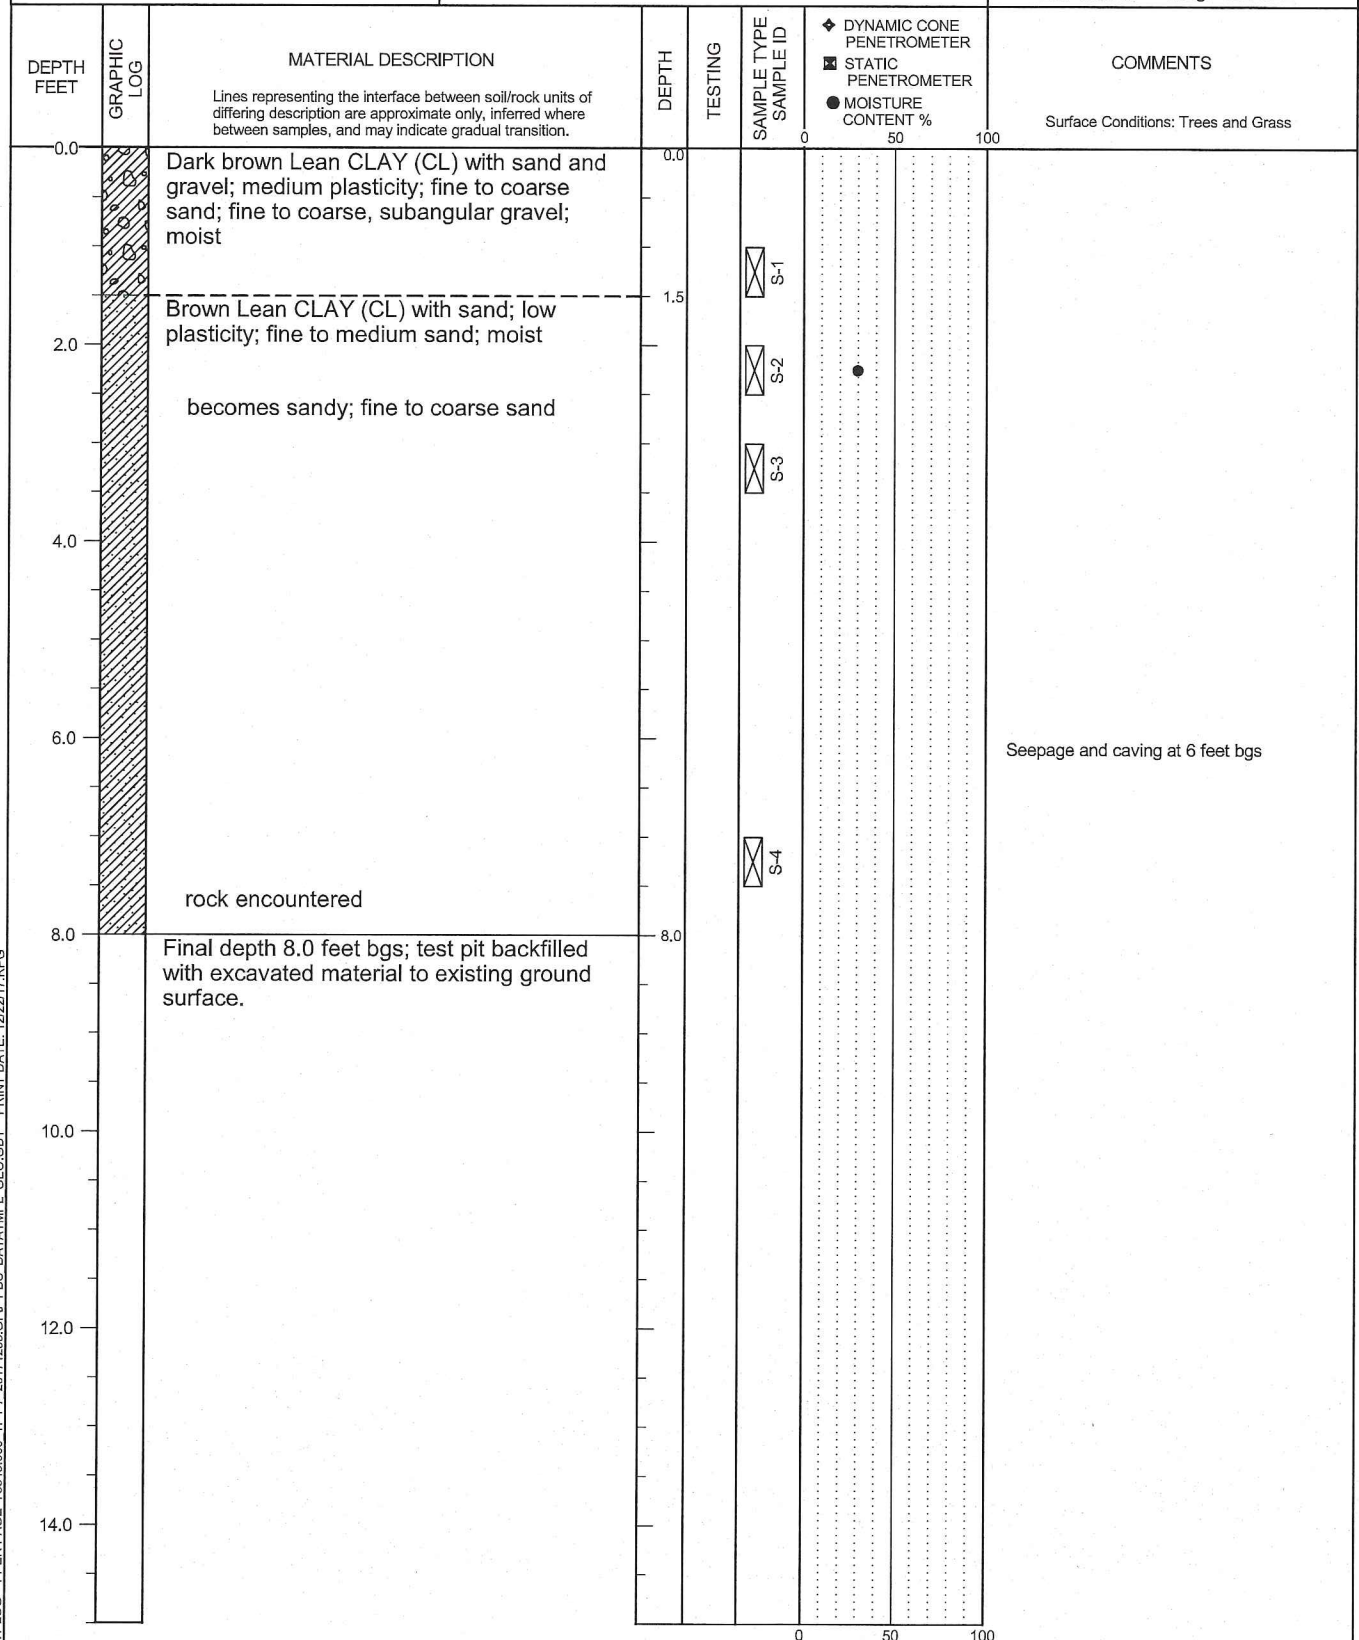 DEPTH
FEET
GRAPHIC
LOG
MATERIAL DESCRIPTION
Lines representing the interface between soil/rock units of
differing description are approximate only, inferred where
between samples, and may indicate gradual transition.
DEPTH
TESTING
SAMPLE TYPE
SAMPLE ID
DYNAMIC CONE
PENETROMETER
STATIC
PENETROMETER
MOISTURE
CONTENT %
0 50 100
COMMENTS
Surface Conditions: Trees and Grass
0.0
Dark brown Lean CLAY (CL) with sand and
gravel; medium plasticity; fine to coarse
sand; fine to coarse, subangular gravel;
moist
0.0
S-1
1.5
Brown Lean CLAY (CL) with sand; low
plasticity; fine to medium sand; moist
2.0
S-2
becomes sandy; fine to coarse sand
S-3
4.0
6.0
Seepage and caving at 6 feet bgs
S-4
rock encountered
8.0
8.0
Final depth 8.0 feet bgs; test pit backfilled
with excavated material to existing ground
surface.
10.0
12.0
14.0
0 50 100
PRINT DATE: 12/22/17:RPG